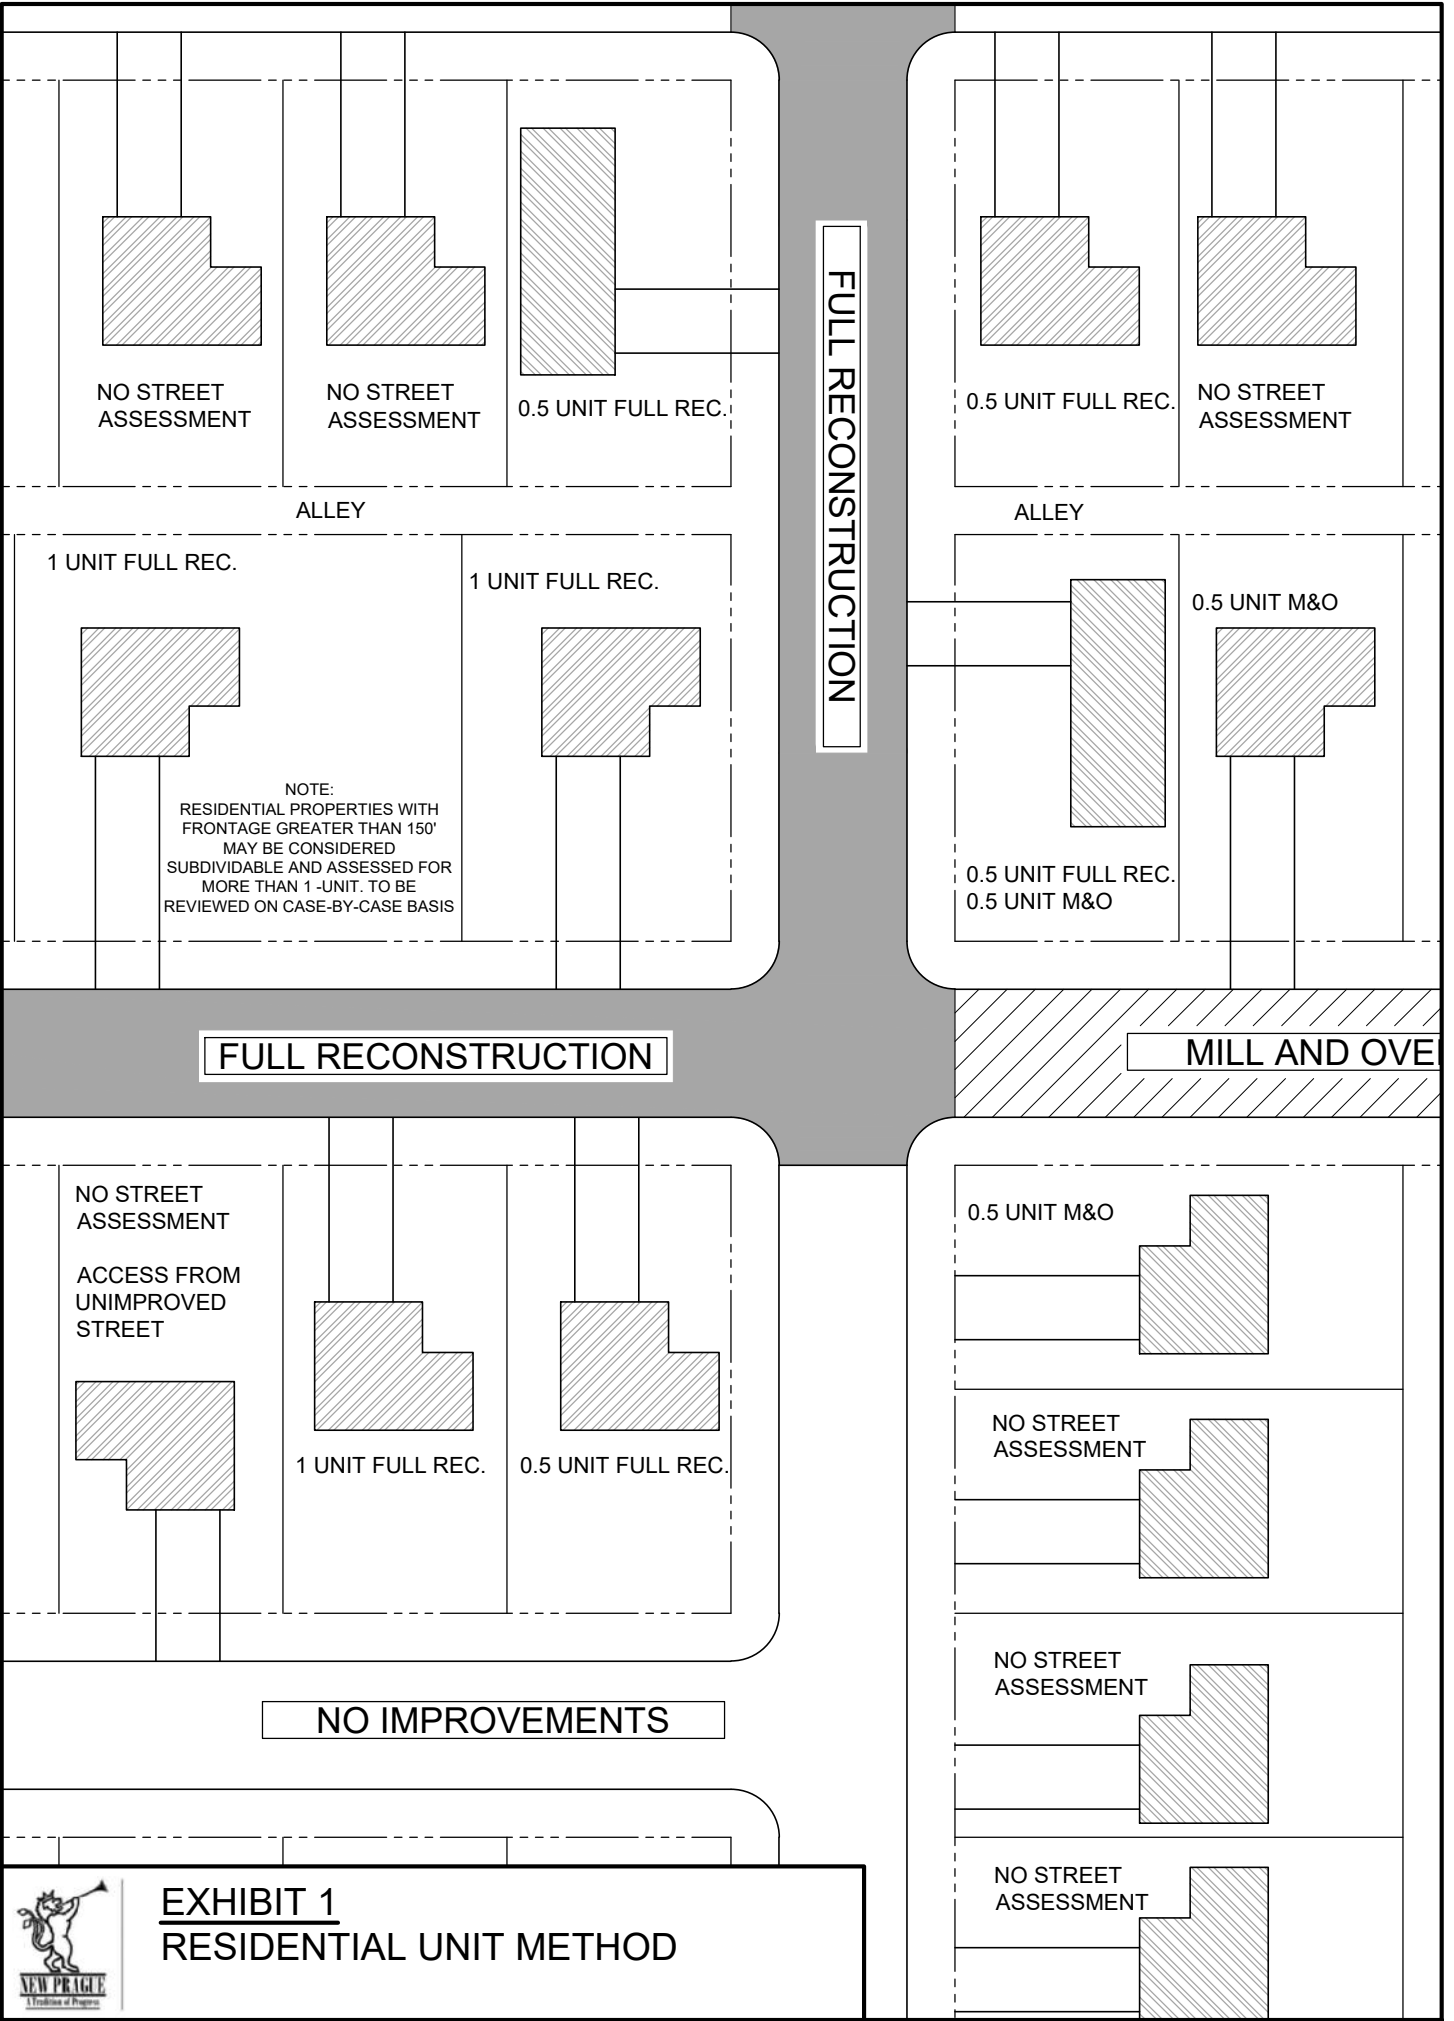 NO STREET
ASSESSMENT
NO STREET
ASSESSMENT
0.5 UNIT FULL REC.
FULL RECONSTRUCTION
0.5 UNIT FULL REC.
NO STREET
ASSESSMENT
ALLEY
ALLEY
1 UNIT FULL REC.
1 UNIT FULL REC.
0.5 UNIT M&O
NOTE:
RESIDENTIAL PROPERTIES WITH
FRONTAGE GREATER THAN 150'
MAY BE CONSIDERED
SUBDIVIDABLE AND ASSESSED FOR
MORE THAN 1 -UNIT. TO BE
REVIEWED ON CASE-BY-CASE BASIS
0.5 UNIT FULL REC.
0.5 UNIT M&O
FULL RECONSTRUCTION
MILL AND OVE
NO STREET
ASSESSMENT
ACCESS FROM
UNIMPROVED
STREET
1 UNIT FULL REC.
0.5 UNIT FULL REC.
0.5 UNIT M&O
NO STREET
ASSESSMENT
NO STREET
ASSESSMENT
NO IMPROVEMENTS
NO STREET
ASSESSMENT
EXHIBIT 1
RESIDENTIAL UNIT METHOD
NEW PRAGUE
A Tradition of Progress